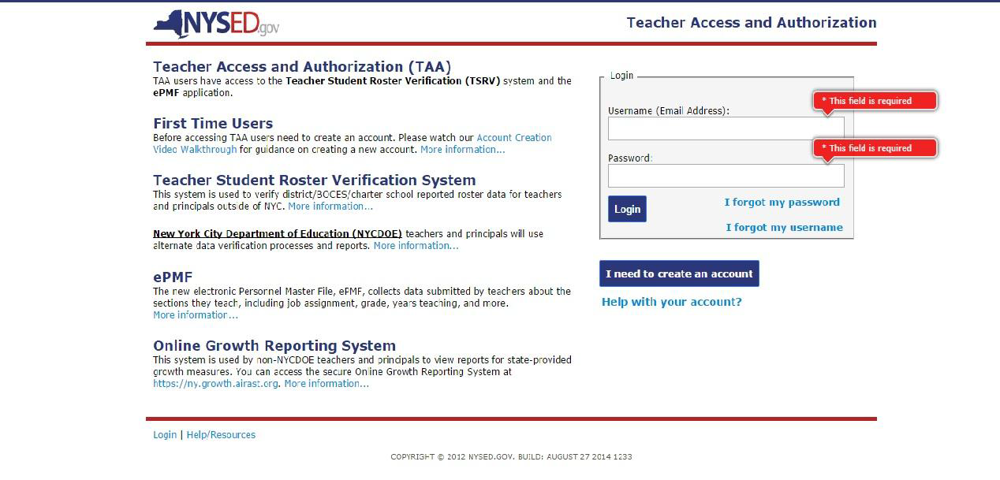 NYSED.gov
Teacher Access and Authorization
Teacher Access and Authorization (TAA)
TAA users have access to the Teacher Student Roster Verification (TSRV) system and the
ePMF application.
First Time Users
Before accessing TAA users need to create an account. Please watch our Account Creation
Video Walkthrough for guidance on creating a new account. More information...
Teacher Student Roster Verification System
This system is used to verify district/BOCES/charter school reported roster data for teachers
and principals outside of NYC. More information...
New York City Department of Education (NYCDOE) teachers and principals will use
alternate data verification processes and reports. More information...
ePMF
The new electronic Personnel Master File, ePMF, collects data submitted by teachers about the
sections they teach, including job assignment, grade, years teaching, and more.
More information...
Online Growth Reporting System
This system is used by non-NYCDOE teachers and principals to view reports for state-provided
growth measures. You can access the secure Online Growth Reporting System at
https://ny.growth.airast.org. More information...
Login
* This field is required
Username (Email Address):
* This field is required
Password:
Login
I forgot my password
I forgot my username
I need to create an account
Help with your account?
Login | Help/Resources
COPYRIGHT © 2012 NYSED.GOV. BUILD: AUGUST 27 2014 1233